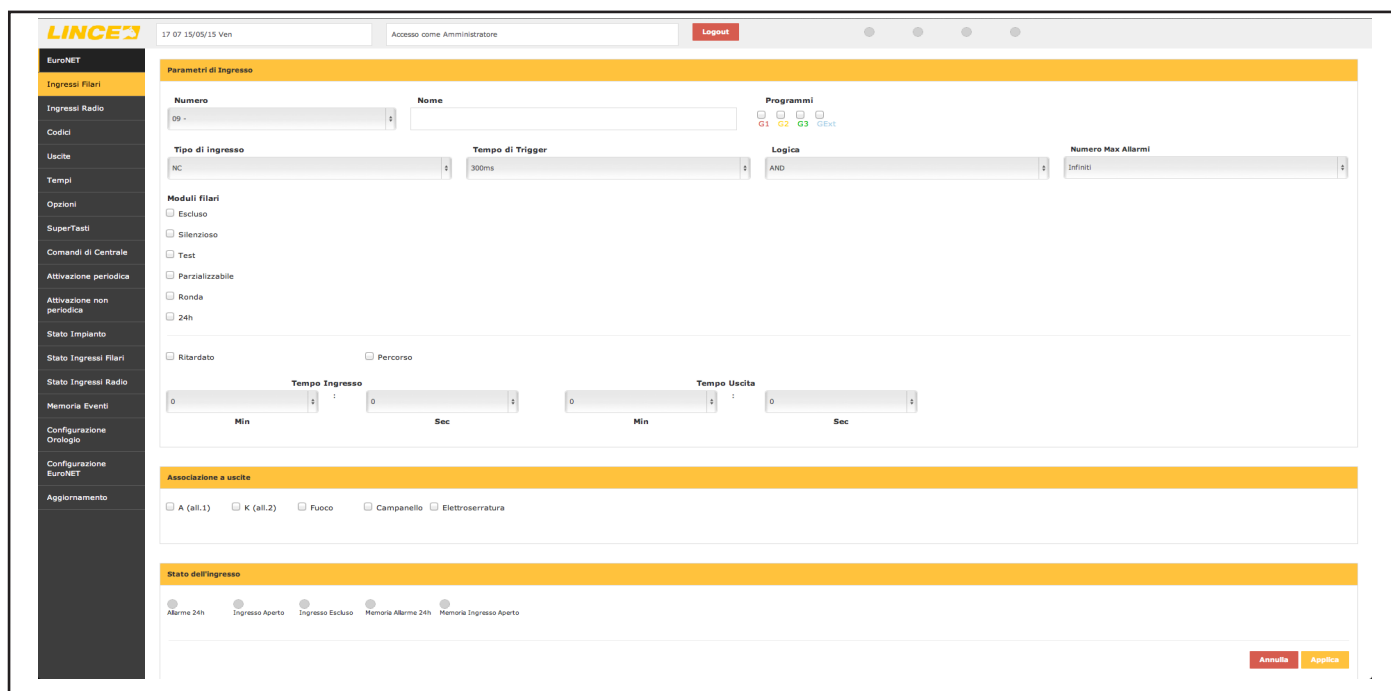 LINCE
17 07 15/05/15 Ven
Accesso come Amministratore
Logout
EuroNET
Ingressi Filari
Ingressi Radio
Codici
Uscite
Tempi
Opzioni
SuperTasti
Comandi di Centrale
Attivazione periodica
Attivazione non
periodica
Stato Impianto
Stato Ingressi Filari
Stato Ingressi Radio
Memoria Eventi
Configurazione
Orologio
Configurazione
EuroNET
Aggiornamento
Parametri di Ingresso
Numero Nome Programmi
09 -
G1 G2 G3 GExt
Tipo di ingresso Tempo di Trigger Logica Numero Max Allarmi
NC 300ms AND Infiniti
Moduli filari
Escluso
Silenzioso
Test
Parzializzabile
Ronda
24h
Ritardato Percorso
Tempo Ingresso Tempo Uscita
0 : 0 0 : 0
Min Sec Min Sec
Associazione a uscite
A (all.1) K (all.2) Fuoco Campanello Elettroserratura
Stato dell'ingresso
Allarme 24h Ingresso Aperto Ingresso Escluso Memoria Allarme 24h Memoria Ingresso Aperto
Annulla Applica